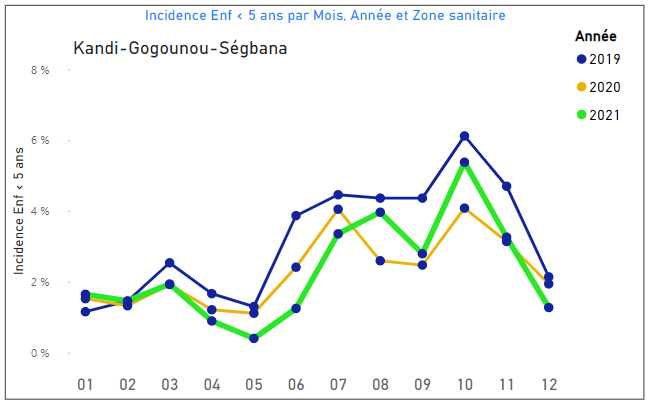 Incidence Enf < 5 ans par Mois, Année et Zone sanitaire
Kandi-Gogounou-Ségbana
Année
2019
2020
2021
8 %
6 %
4 %
2 %
0 %
Incidence Enf < 5 ans
01 02 03 04 05 06 07 08 09 10 11 12